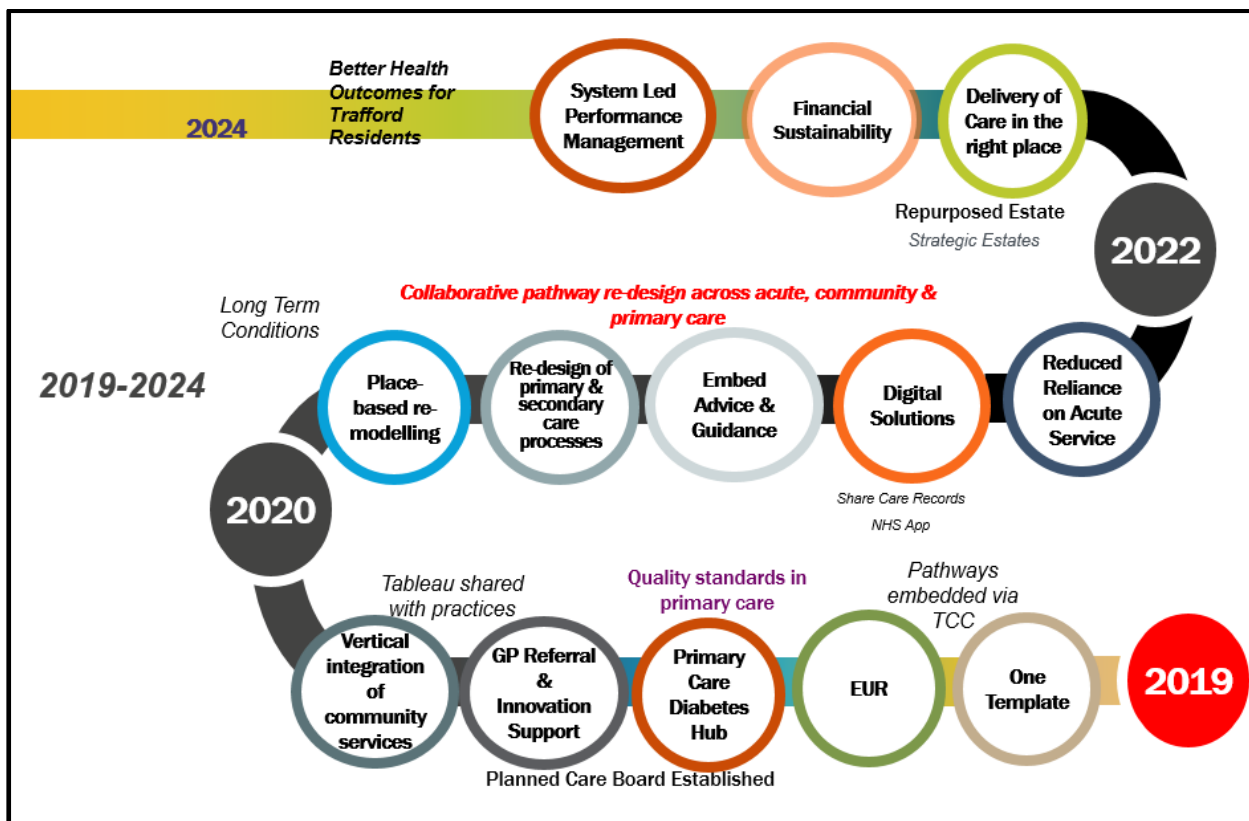 Better Health
Outcomes for
Trafford
Residents
2024
System Led
Performance
Management
Financial
Sustainability
Delivery of
Care in the
right place
Repurposed Estate
Strategic Estates
2022
Collaborative pathway re-design across acute, community &
primary care
Long Term
Conditions
2019-2024
Place-
based re-
modelling
Re-design of
primary &
secondary
care
processes
Embed
Advice &
Guidance
Digital
Solutions
Reduced
Reliance
on Acute
Service
Share Care Records
NHS App
2020
Tableau shared
with practices
Quality standards in
primary care
Pathways
embedded via
TCC
Vertical
integration
of
community
services
GP Referral
&
Innovation
Support
Primary
Care
Diabetes
Hub
EUR
One
Template
2019
Planned Care Board Established